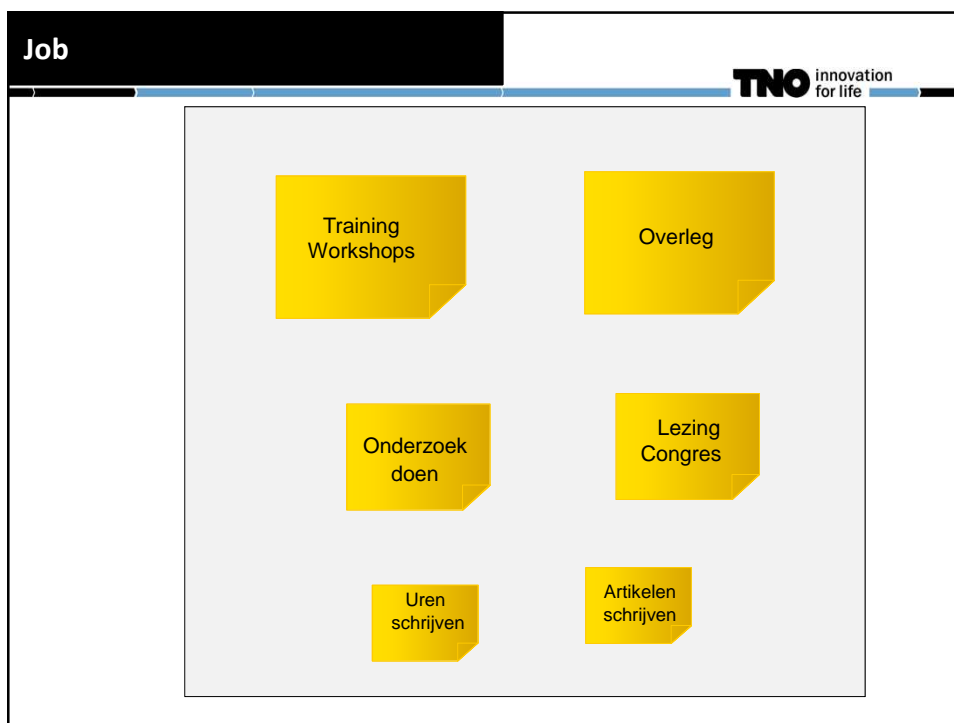 Job
TNO innovation
for life
Training
Workshops
Overleg
Onderzoek
doen
Lezing
Congres
Uren
schrijven
Artikelen
schrijven